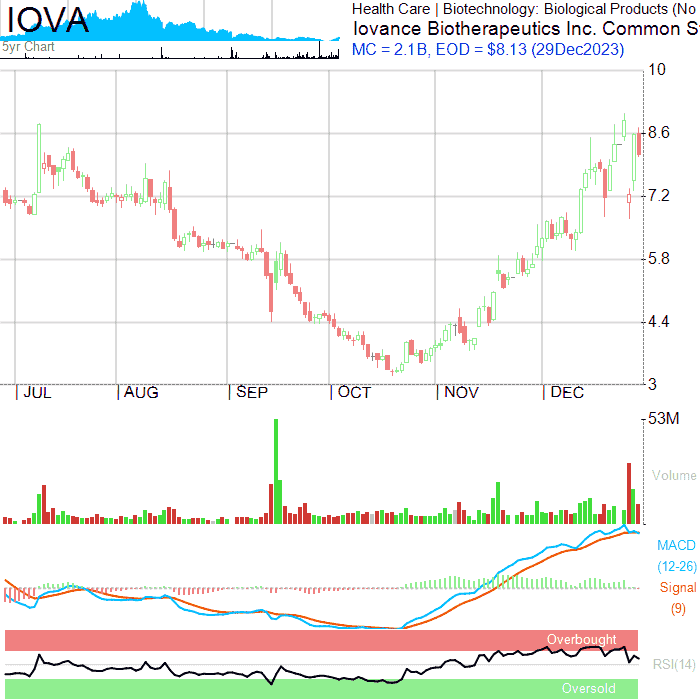 IOVA
5yr Chart
Health Care | Biotechnology: Biological Products (No
Iovance Biotherapeutics Inc. Common S
MC = 2.1B, EOD = $8.13 (29Dec2023)
10
8.6
7.2
5.8
4.4
3
JUL AUG SEP OCT NOV DEC
53M
Volume
MACD
(12-26)
Signal
(9)
Overbought
RSI(14)
Oversold